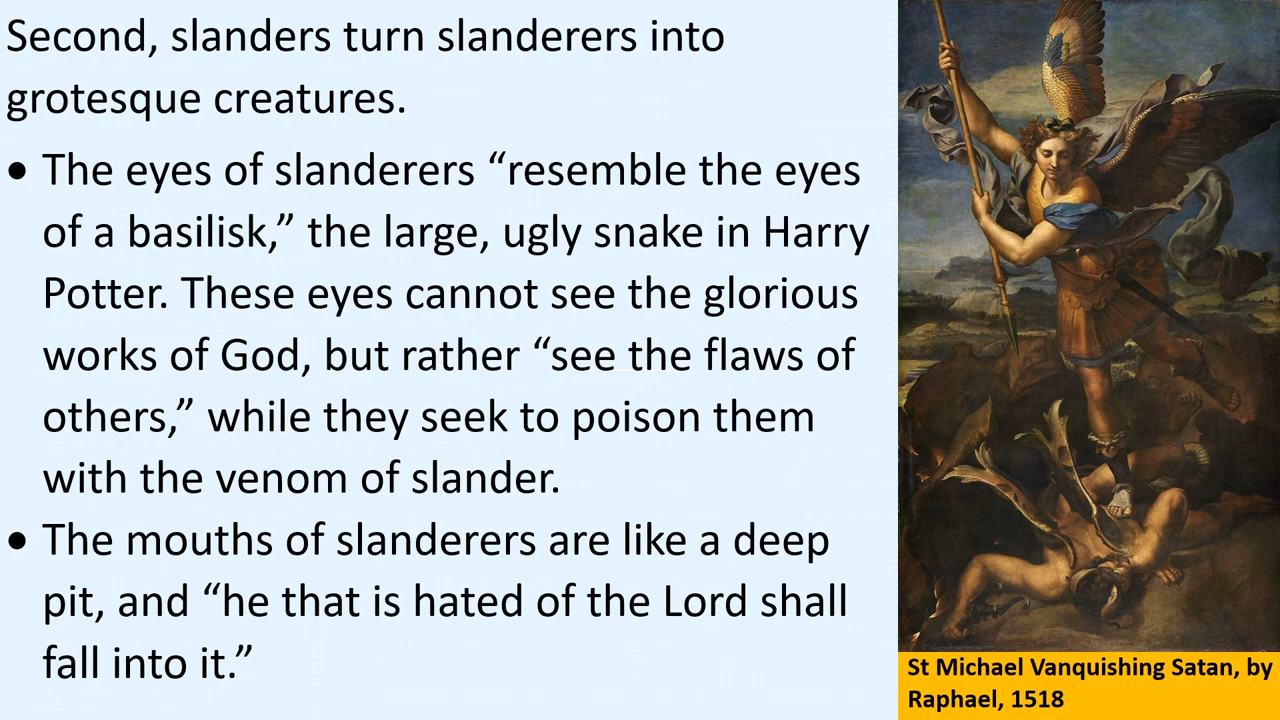 Second, slanders turn slanderers into
grotesque creatures.
• The eyes of slanderers “resemble the eyes
of a basilisk,” the large, ugly snake in Harry
Potter. These eyes cannot see the glorious
works of God, but rather “see the flaws of
others,” while they seek to poison them
with the venom of slander.
• The mouths of slanderers are like a deep
pit, and “he that is hated of the Lord shall
fall into it.”
St Michael Vanquishing Satan, by
Raphael, 1518